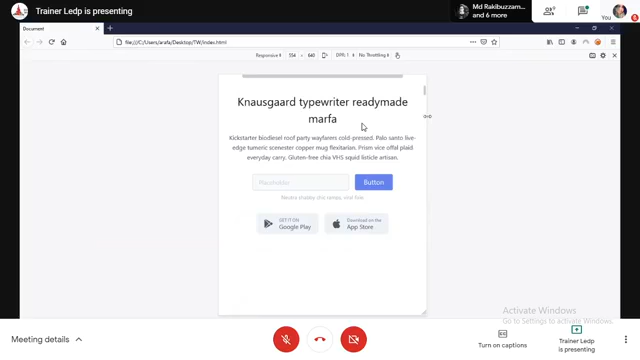 Trainer Ledp is presenting
Md Rakibuzzam...
and 6 more
You
Document
file:///C:/Users/arafa/Desktop/TW/index.html
Responsive 554 × 640 DPR: 1 No Throttling
Knausgaard typewriter readymade
marfa
Kickstarter biodiesel roof party wayfarers cold-pressed. Palo santo live-
edge tumeric scenester copper mug flexitarian. Prism vice offal plaid
everyday carry. Gluten-free chia VHS squid listicle artisan.
Placeholder
Button
Neutra shabby chic ramps, viral fixie.
GET IT ON
Google Play
Download on the
App Store
Activate Windows
Go to Settings to activate Windows.
Meeting details
Turn on captions
Trainer Ledp
is presenting